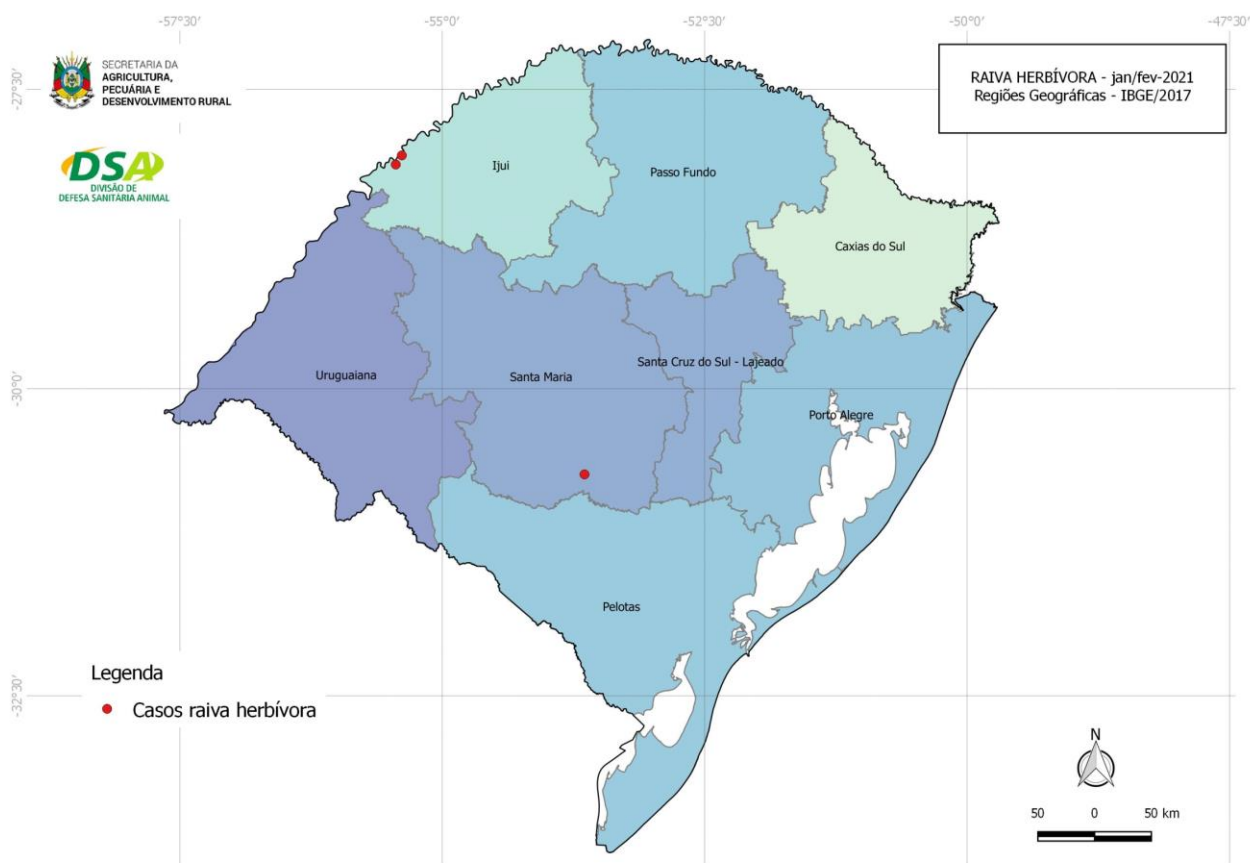 -57°30'
-55°0'
-52°30'
-50°0'
-47°30'
SECRETARIA DA
AGRICULTURA,
PECUÁRIA E
DESENVOLVIMENTO RURAL
RAIVA HERBÍVORA - jan/fev-2021
Regiões Geográficas - IBGE/2017
-27°30'
DSA
DIVISÃO DE
DEFESA SANITARIA ANIMAL
Ijui
Passo Fundo
Caxias do Sul
Uruguaiana
Santa Maria
Santa Cruz do Sul - Lajeado
-30°0'
Porto Alegre
Pelotas
-32°30'
Legenda
Casos raiva herbívora
N
50 0 50 km